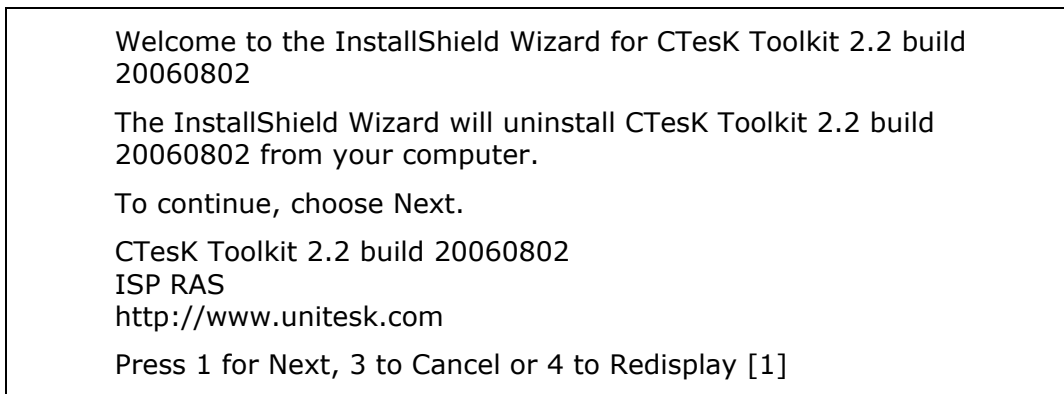 Welcome to the InstallShield Wizard for CTesK Toolkit 2.2 build
20060802
The InstallShield Wizard will uninstall CTesK Toolkit 2.2 build
20060802 from your computer.
To continue, choose Next.
CTesK Toolkit 2.2 build 20060802
ISP RAS
http://www.unitesk.com
Press 1 for Next, 3 to Cancel or 4 to Redisplay [1]